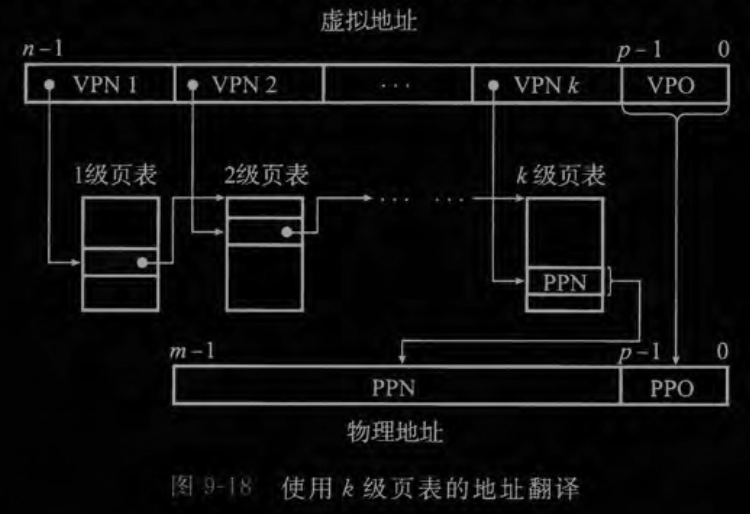 虚拟地址
n-1 p-1 0
VPN 1 VPN 2 ... VPN k VPO
1级页表 2级页表 ... ... k 级页表
PPN
m-1 p-1 0
PPN PPO
物理地址
图 9-18 使用 k 级页表的地址翻译